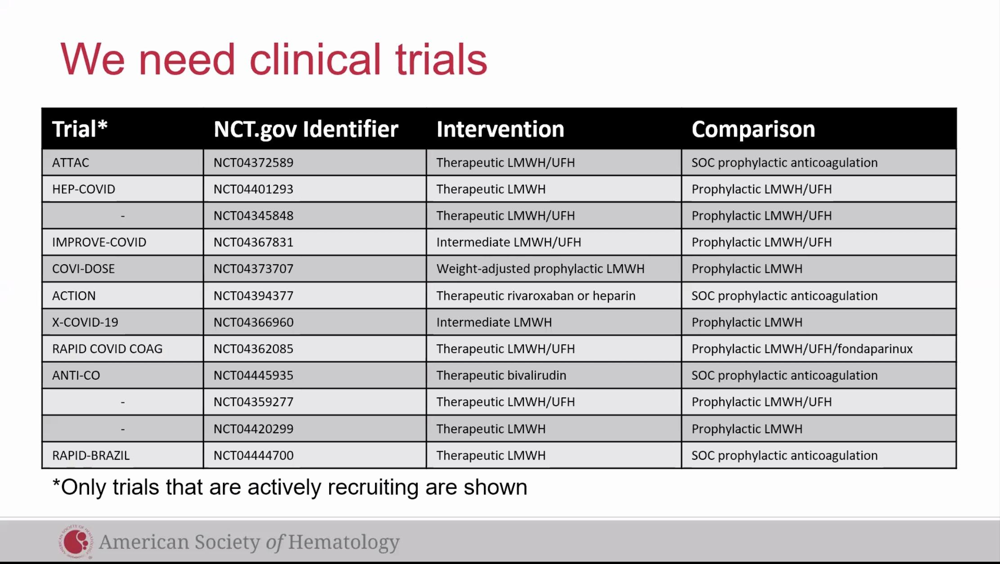 We need clinical trials
Trial* NCT.gov Identifier Intervention Comparison
ATTAC NCT04372589 Therapeutic LMWH/UFH SOC prophylactic anticoagulation
HEP-COVID NCT04401293 Therapeutic LMWH Prophylactic LMWH/UFH
- NCT04345848 Therapeutic LMWH/UFH Prophylactic LMWH/UFH
IMPROVE-COVID NCT04367831 Intermediate LMWH/UFH Prophylactic LMWH/UFH
COVI-DOSE NCT04373707 Weight-adjusted prophylactic LMWH Prophylactic LMWH
ACTION NCT04394377 Therapeutic rivaroxaban or heparin SOC prophylactic anticoagulation
X-COVID-19 NCT04366960 Intermediate LMWH Prophylactic LMWH
RAPID COVID COAG NCT04362085 Therapeutic LMWH/UFH Prophylactic LMWH/UFH/fondaparinux
ANTI-CO NCT04445935 Therapeutic bivalirudin SOC prophylactic anticoagulation
- NCT04359277 Therapeutic LMWH/UFH Prophylactic LMWH/UFH
- NCT04420299 Therapeutic LMWH Prophylactic LMWH
RAPID-BRAZIL NCT04444700 Therapeutic LMWH SOC prophylactic anticoagulation
*Only trials that are actively recruiting are shown
AMERICAN SOCIETY OF HEMATOLOGY ®
American Society of Hematology